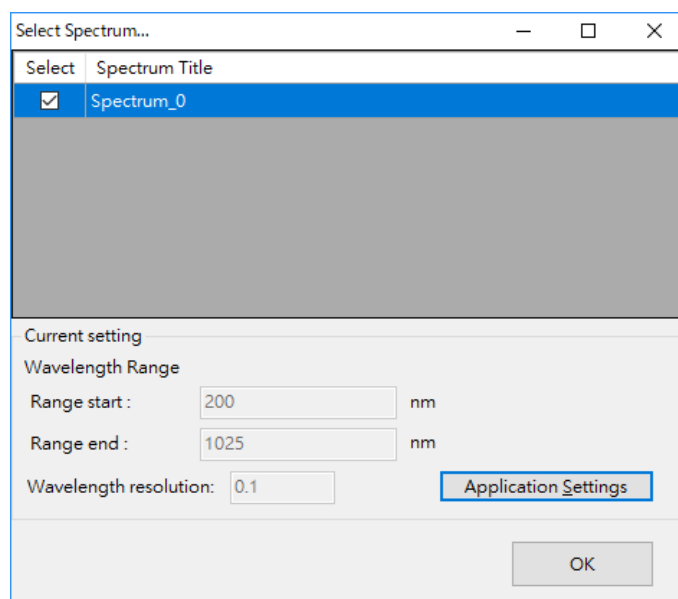 Select Spectrum...
Select Spectrum Title
Spectrum_0
Current setting
Wavelength Range
Range start : 200 nm
Range end : 1025 nm
Wavelength resolution: 0.1 Application Settings
OK